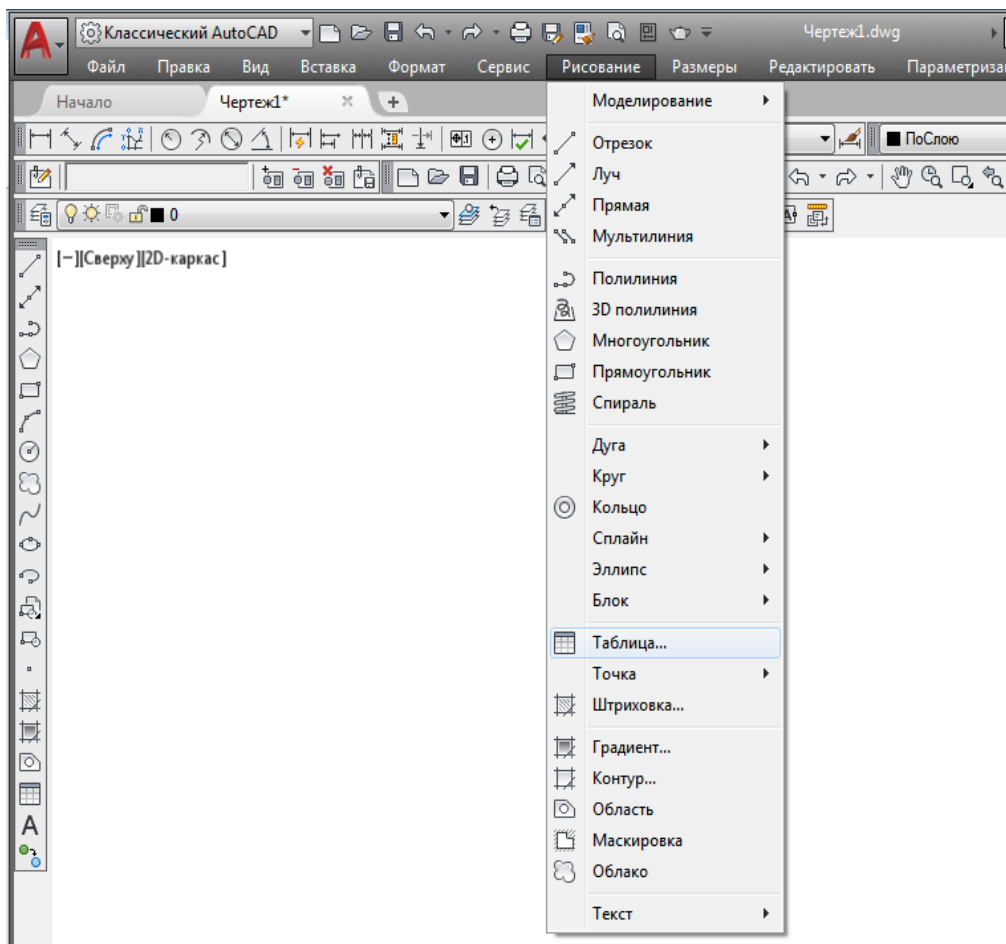 Классический AutoCAD Чертеж1.dwg
Файл Правка Вид Вставка Формат Сервис Рисование Размеры Редактировать
Начало Чертеж1*
ПоСлою
0
[−][Сверху][2D-каркас]
Моделирование
Отрезок
Луч
Прямая
Мультилиния
Полилиния
3D полилиния
Многоугольник
Прямоугольник
Спираль
Дуга
Круг
Кольцо
Сплайн
Эллипс
Блок
Таблица...
Точка
Штриховка...
Градиент...
Контур...
Область
Маскировка
Облако
Текст